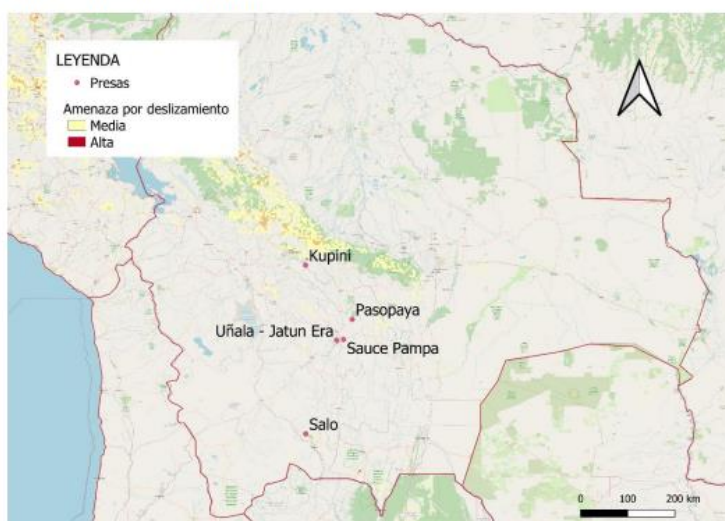 LEYENDA
Presas
Amenaza por deslizamiento
Media
Alta
Kupini
Pasopaya
Uñala - Jatun Era
Sauce Pampa
Salo
0 100 200 km